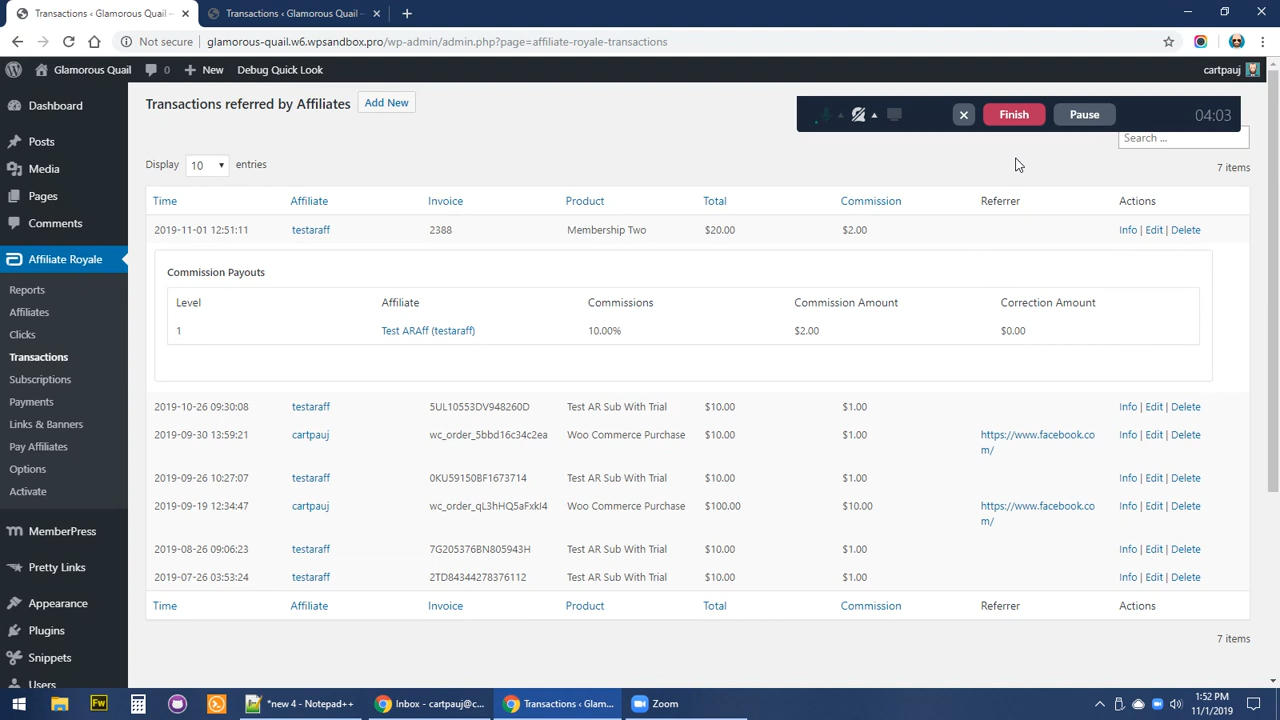 Transactions ‹ Glamorous Quail —
Transactions ‹ Glamorous Quail —
Not secure
glamorous-quail.w6.wpsandbox.pro/wp-admin/admin.php?page=affiliate-royale-transactions
Glamorous Quail
0
New
Debug Quick Look
cartpauj
Dashboard
Posts
Media
Pages
Comments
Affiliate Royale
Reports
Affiliates
Clicks
Transactions
Subscriptions
Payments
Links & Banners
Pay Affiliates
Options
Activate
MemberPress
Pretty Links
Appearance
Plugins
Snippets
Users
Transactions referred by Affiliates
Add New
Finish
Pause
04:03
Search ...
Display 10 entries
7 items
Time Affiliate Invoice Product Total Commission Referrer Actions
2019-11-01 12:51:11 testaraff 2388 Membership Two $20.00 $2.00 Info | Edit | Delete
Commission Payouts
Level Affiliate Commissions Commission Amount Correction Amount
1 Test ARAff (testaraff) 10.00% $2.00 $0.00
2019-10-26 09:30:08 testaraff 5UL10553DV948260D Test AR Sub With Trial $10.00 $1.00 Info | Edit | Delete
2019-09-30 13:59:21 cartpauj wc_order_5bbd16c34c2ea Woo Commerce Purchase $10.00 $1.00 https://www.facebook.co Info | Edit | Delete
m/
2019-09-26 10:27:07 testaraff 0KU59150BF1673714 Test AR Sub With Trial $10.00 $1.00 Info | Edit | Delete
2019-09-19 12:34:47 cartpauj wc_order_qL3hHQ5aFxkI4 Woo Commerce Purchase $100.00 $10.00 https://www.facebook.co Info | Edit | Delete
m/
2019-08-26 09:06:23 testaraff 7G205376BN805943H Test AR Sub With Trial $10.00 $1.00 Info | Edit | Delete
2019-07-26 03:53:24 testaraff 2TD84344278376112 Test AR Sub With Trial $10.00 $1.00 Info | Edit | Delete
Time Affiliate Invoice Product Total Commission Referrer Actions
7 items
Fw
*new 4 - Notepad++
Inbox - cartpauj@c...
Transactions ‹ Glam...
Zoom
1:52 PM
11/1/2019